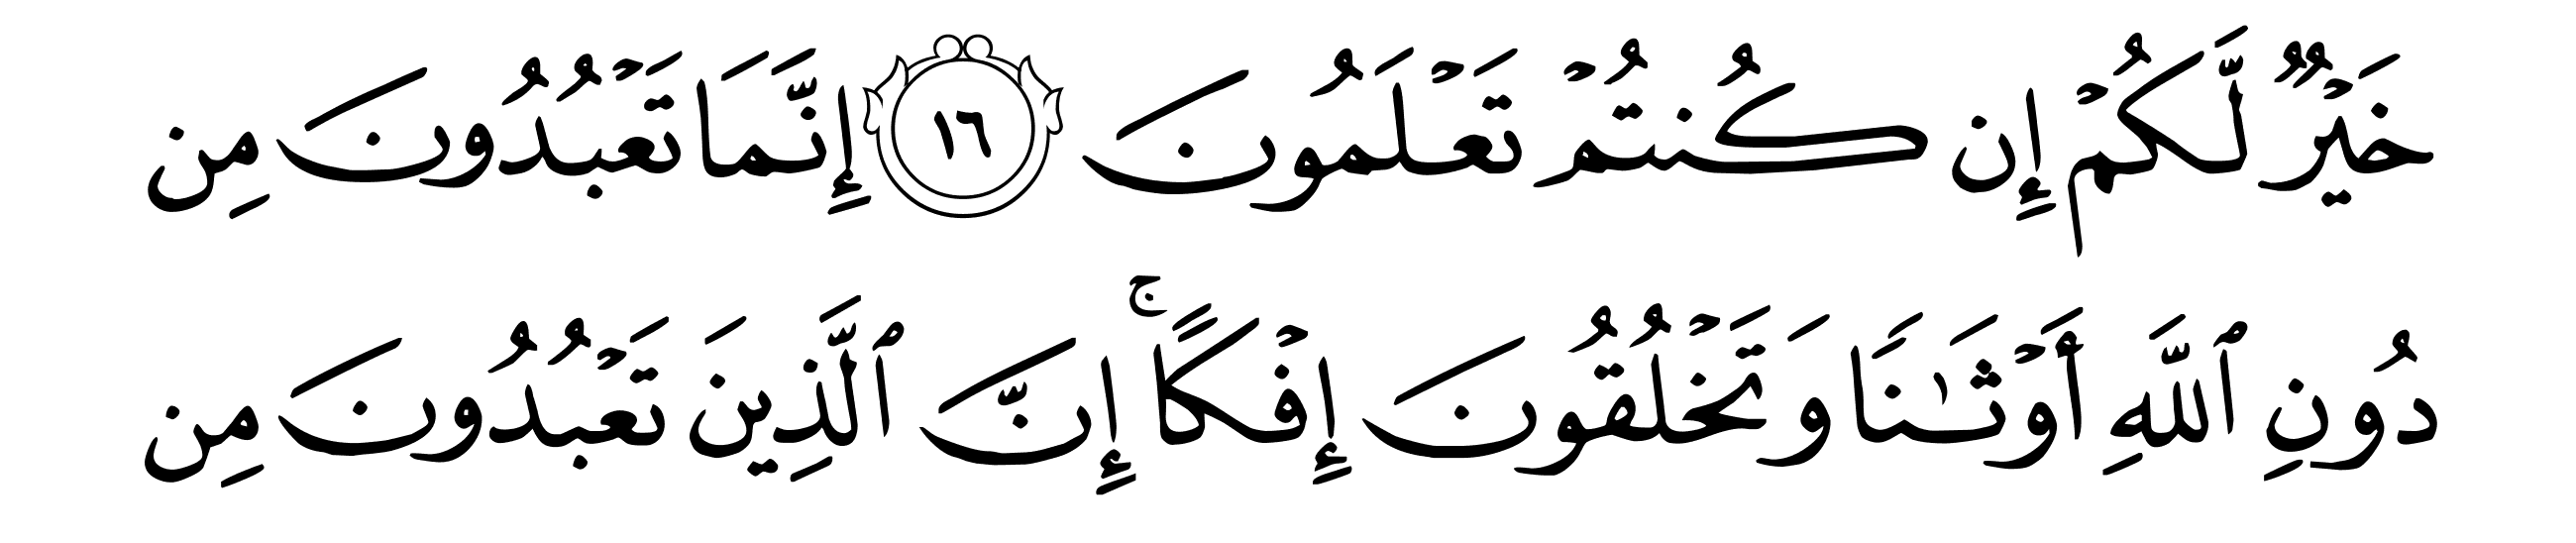 خَيْرٌ لَّكُمْ إِن كُنتُمْ تَعْلَمُونَ ١٦ إِنَّمَا تَعْبُدُونَ مِن
دُونِ ٱللَّهِ أَوْثَـٰنًا وَتَخْلُقُونَ إِفْكًا ۚ إِنَّ ٱلَّذِينَ تَعْبُدُونَ مِن